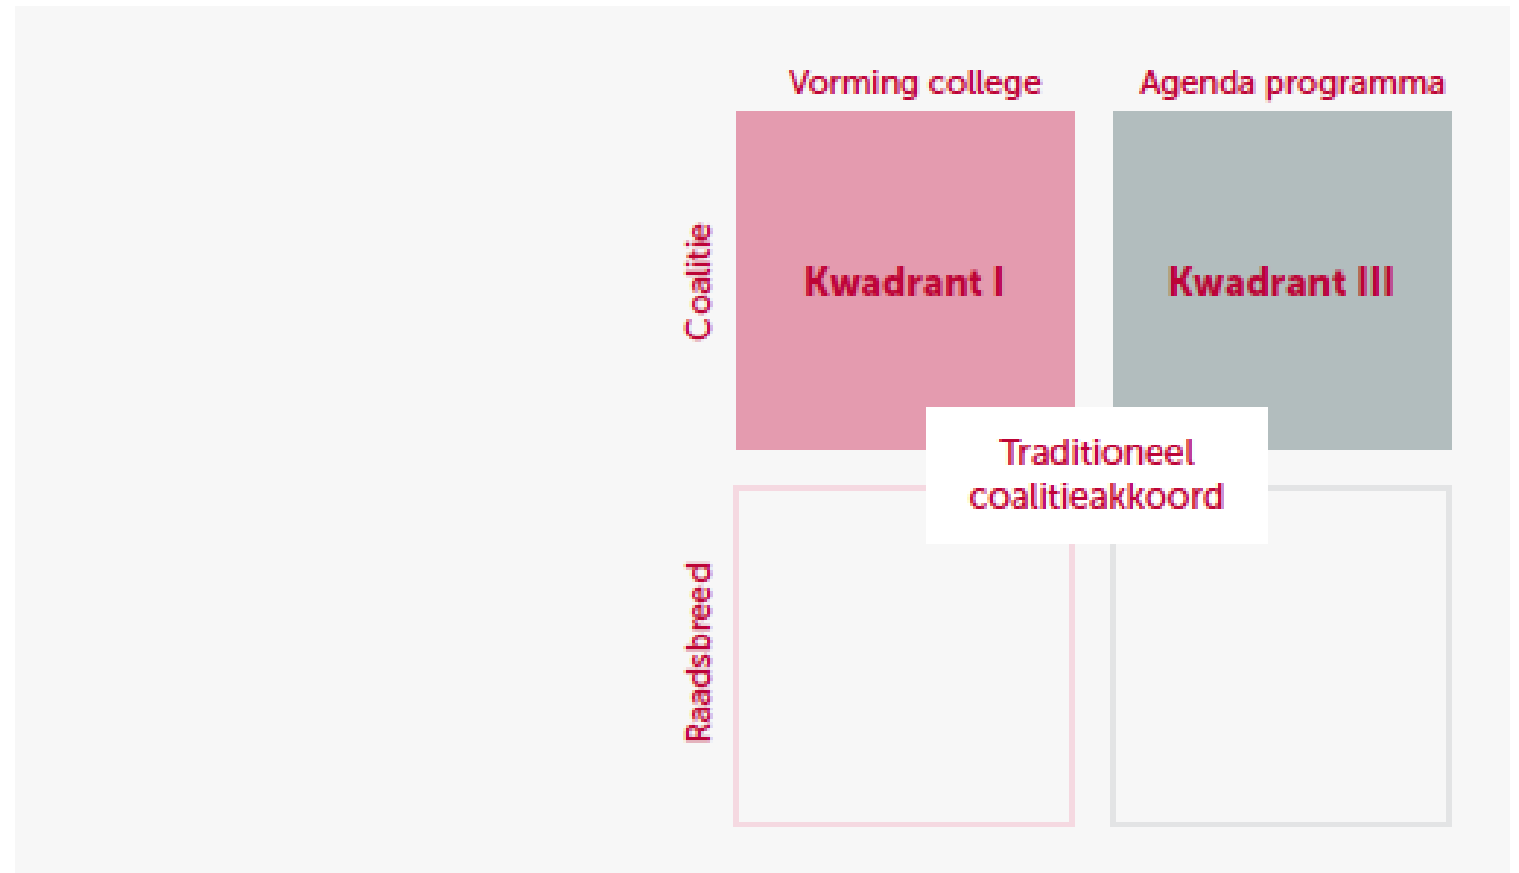 Vorming college
Agenda programma
Coalitie
Kwadrant I
Kwadrant III
Traditioneel
coalitieakkoord
Raadsbreed